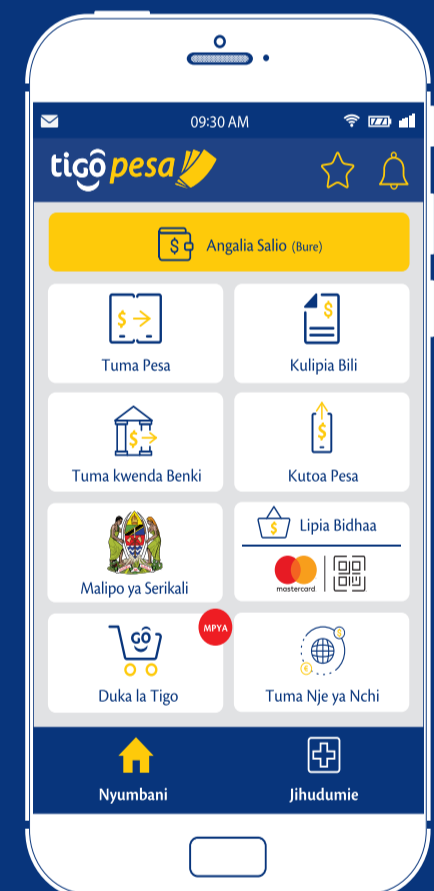 09:30 AM
tigo pesa
Angalia Salio (Bure)
Tuma Pesa
Kulipia Bili
Tuma kwenda Benki
Kutoa Pesa
Malipo ya Serikali
Lipia Bidhaa
mastercard
MPYA
GO
Duka la Tigo
Tuma Nje ya Nchi
Nyumbani
Jihudumie